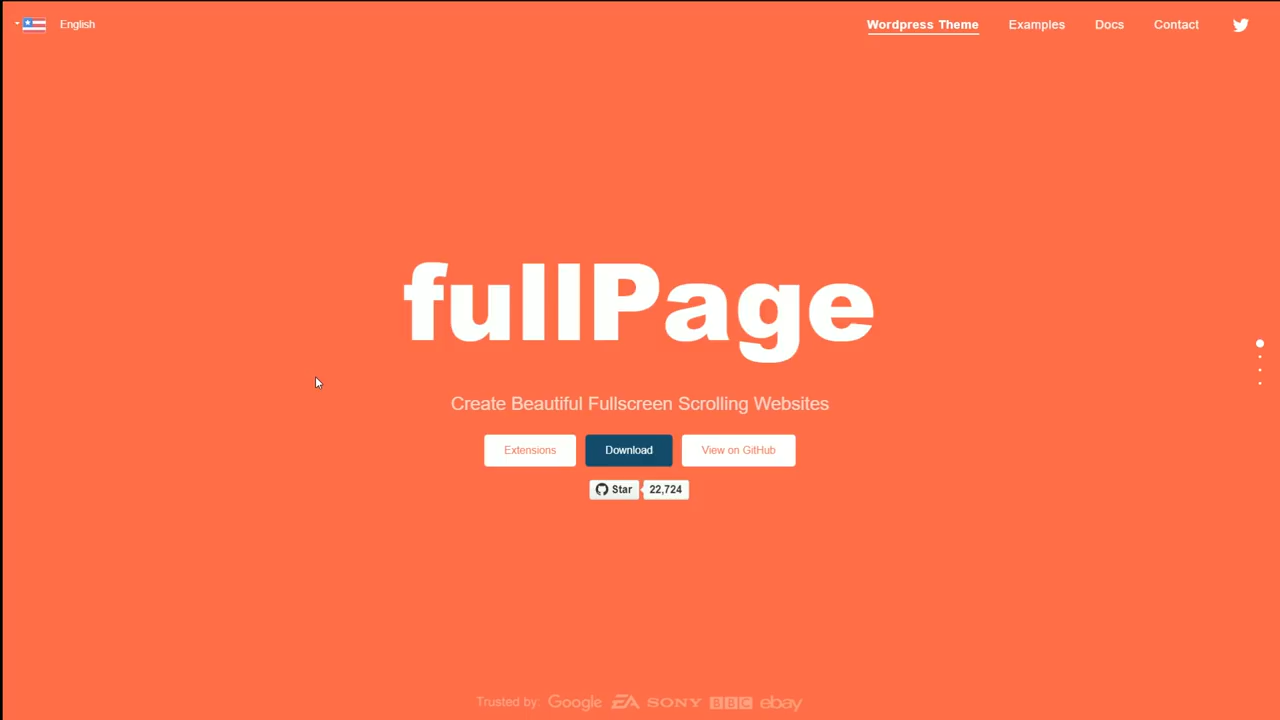 English
Wordpress Theme Examples Docs Contact
fullPage
Create Beautiful Fullscreen Scrolling Websites
Extensions Download View on GitHub
Star 22,724
Trusted by: Google EA SONY BBC ebay